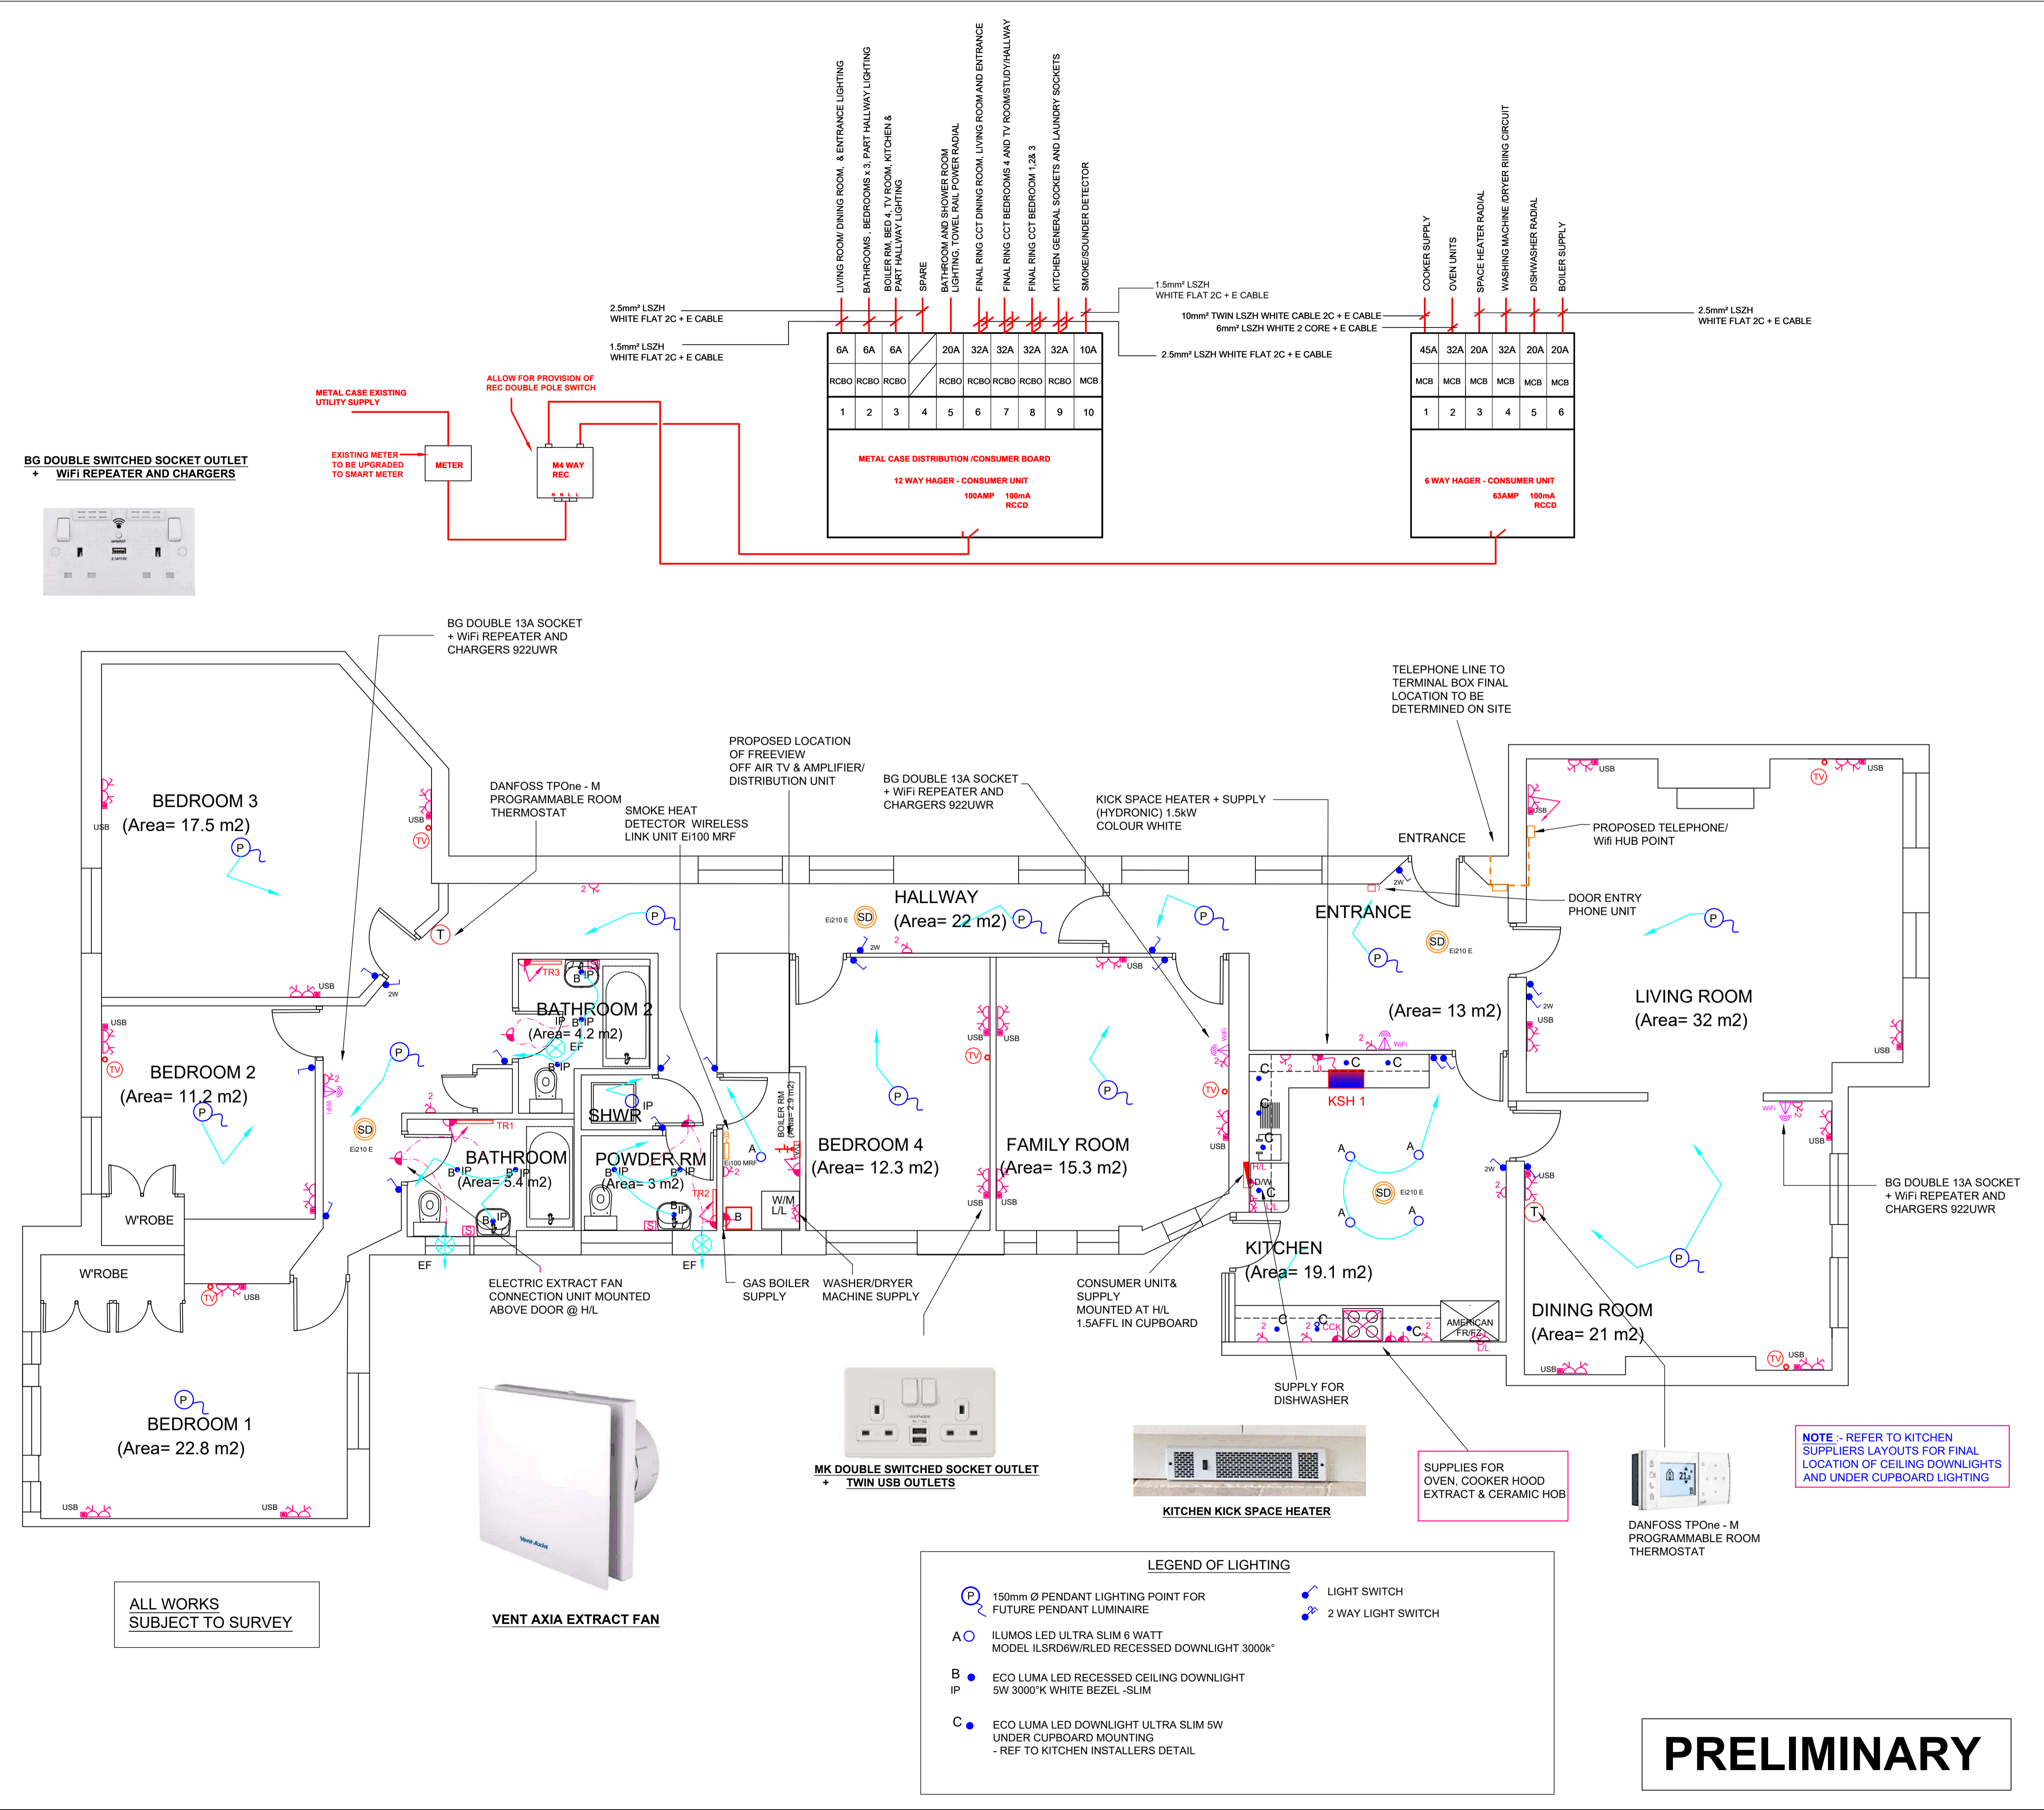 LIVING ROOM/ DINING ROOM, & ENTRANCE LIGHTING
BATHROOMS , BEDROOMS x 3, PART HALLWAY LIGHTING
BOILER RM, BED 4, TV ROOM, KITCHEN &
PART HALLWAY LIGHTING
SPARE
BATHROOM AND SHOWER ROOM
LIGHTING, TOWEL RAIL POWER RADIAL
FINAL RING CCT DINING ROOM, LIVING ROOM AND ENTRANCE
FINAL RING CCT BEDROOMS 4 AND TV ROOM/STUDY/HALLWAY
FINAL RING CCT BEDROOM 1,2& 3
KITCHEN GENERAL SOCKETS AND LAUNDRY SOCKETS
SMOKE/SOUNDER DETECTOR
COOKER SUPPLY
OVEN UNITS
SPACE HEATER RADIAL
WASHING MACHINE /DRYER RIING CIRCUIT
DISHWASHER RADIAL
BOILER SUPPLY
2.5mm² LSZH
WHITE FLAT 2C + E CABLE
1.5mm² LSZH
WHITE FLAT 2C + E CABLE
1.5mm² LSZH
WHITE FLAT 2C + E CABLE
10mm² TWIN LSZH WHITE CABLE 2C + E CABLE
6mm² LSZH WHITE 2 CORE + E CABLE
2.5mm² LSZH WHITE FLAT 2C + E CABLE
2.5mm² LSZH
WHITE FLAT 2C + E CABLE
6A 6A 6A 20A 32A 32A 32A 32A 10A
RCBO RCBO RCBO RCBO RCBO RCBO RCBO RCBO MCB
1 2 3 4 5 6 7 8 9 10
METAL CASE DISTRIBUTION /CONSUMER BOARD
12 WAY HAGER - CONSUMER UNIT
100AMP 100mA
RCCD
45A 32A 20A 32A 20A 20A
MCB MCB MCB MCB MCB MCB
1 2 3 4 5 6
6 WAY HAGER - CONSUMER UNIT
63AMP 100mA
RCCD
METAL CASE EXISTING
UTILITY SUPPLY
ALLOW FOR PROVISION OF
REC DOUBLE POLE SWITCH
EXISTING METER
TO BE UPGRADED
TO SMART METER
METER
M4 WAY
REC
N N L L
BG DOUBLE SWITCHED SOCKET OUTLET
+ WiFi REPEATER AND CHARGERS
BG DOUBLE 13A SOCKET
+ WiFi REPEATER AND
CHARGERS 922UWR
TELEPHONE LINE TO
TERMINAL BOX FINAL
LOCATION TO BE
DETERMINED ON SITE
PROPOSED LOCATION
OF FREEVIEW
OFF AIR TV & AMPLIFIER/
DISTRIBUTION UNIT
DANFOSS TPOne - M
PROGRAMMABLE ROOM
THERMOSTAT
SMOKE HEAT
DETECTOR WIRELESS
LINK UNIT Ei100 MRF
BG DOUBLE 13A SOCKET
+ WiFi REPEATER AND
CHARGERS 922UWR
KICK SPACE HEATER + SUPPLY
(HYDRONIC) 1.5kW
COLOUR WHITE
ENTRANCE
PROPOSED TELEPHONE/
Wifi HUB POINT
DOOR ENTRY
PHONE UNIT
BEDROOM 3
(Area= 17.5 m2)
HALLWAY
(Area= 22 m2)
ENTRANCE
(Area= 13 m2)
LIVING ROOM
(Area= 32 m2)
BATHROOM 2
(Area= 4.2 m2)
BEDROOM 2
(Area= 11.2 m2)
SHWR
BOILER RM
(Area= 2.9 m2)
BATHROOM
(Area= 5.4 m2)
POWDER RM
(Area= 3 m2)
BEDROOM 4
(Area= 12.3 m2)
FAMILY ROOM
(Area= 15.3 m2)
KSH 1
KITCHEN
(Area= 19.1 m2)
DINING ROOM
(Area= 21 m2)
W'ROBE
W'ROBE
BEDROOM 1
(Area= 22.8 m2)
TR1
TR2
TR3
Ei210 E
Ei210 E
Ei210 E
Ei210 E
Ei100 MRF
W/M
L/L
D/W
H/L
CCK
AMERICAN
FR/FZ
L/L
EF
EF
EF
ELECTRIC EXTRACT FAN
CONNECTION UNIT MOUNTED
ABOVE DOOR @ H/L
GAS BOILER
SUPPLY
WASHER/DRYER
MACHINE SUPPLY
CONSUMER UNIT&
SUPPLY
MOUNTED AT H/L
1.5AFFL IN CUPBOARD
SUPPLY FOR
DISHWASHER
BG DOUBLE 13A SOCKET
+ WiFi REPEATER AND
CHARGERS 922UWR
Vent-Axia
VENT AXIA EXTRACT FAN
MK DOUBLE SWITCHED SOCKET OUTLET
+ TWIN USB OUTLETS
KITCHEN KICK SPACE HEATER
SUPPLIES FOR
OVEN, COOKER HOOD
EXTRACT & CERAMIC HOB
DANFOSS TPOne - M
PROGRAMMABLE ROOM
THERMOSTAT
NOTE :- REFER TO KITCHEN
SUPPLIERS LAYOUTS FOR FINAL
LOCATION OF CEILING DOWNLIGHTS
AND UNDER CUPBOARD LIGHTING
ALL WORKS
SUBJECT TO SURVEY
LEGEND OF LIGHTING
P 150mm Ø PENDANT LIGHTING POINT FOR
FUTURE PENDANT LUMINAIRE
A ILUMOS LED ULTRA SLIM 6 WATT
MODEL ILSRD6W/RLED RECESSED DOWNLIGHT 3000k°
B ECO LUMA LED RECESSED CEILING DOWNLIGHT
IP 5W 3000°K WHITE BEZEL -SLIM
C ECO LUMA LED DOWNLIGHT ULTRA SLIM 5W
UNDER CUPBOARD MOUNTING
- REF TO KITCHEN INSTALLERS DETAIL
LIGHT SWITCH
2 WAY LIGHT SWITCH
PRELIMINARY